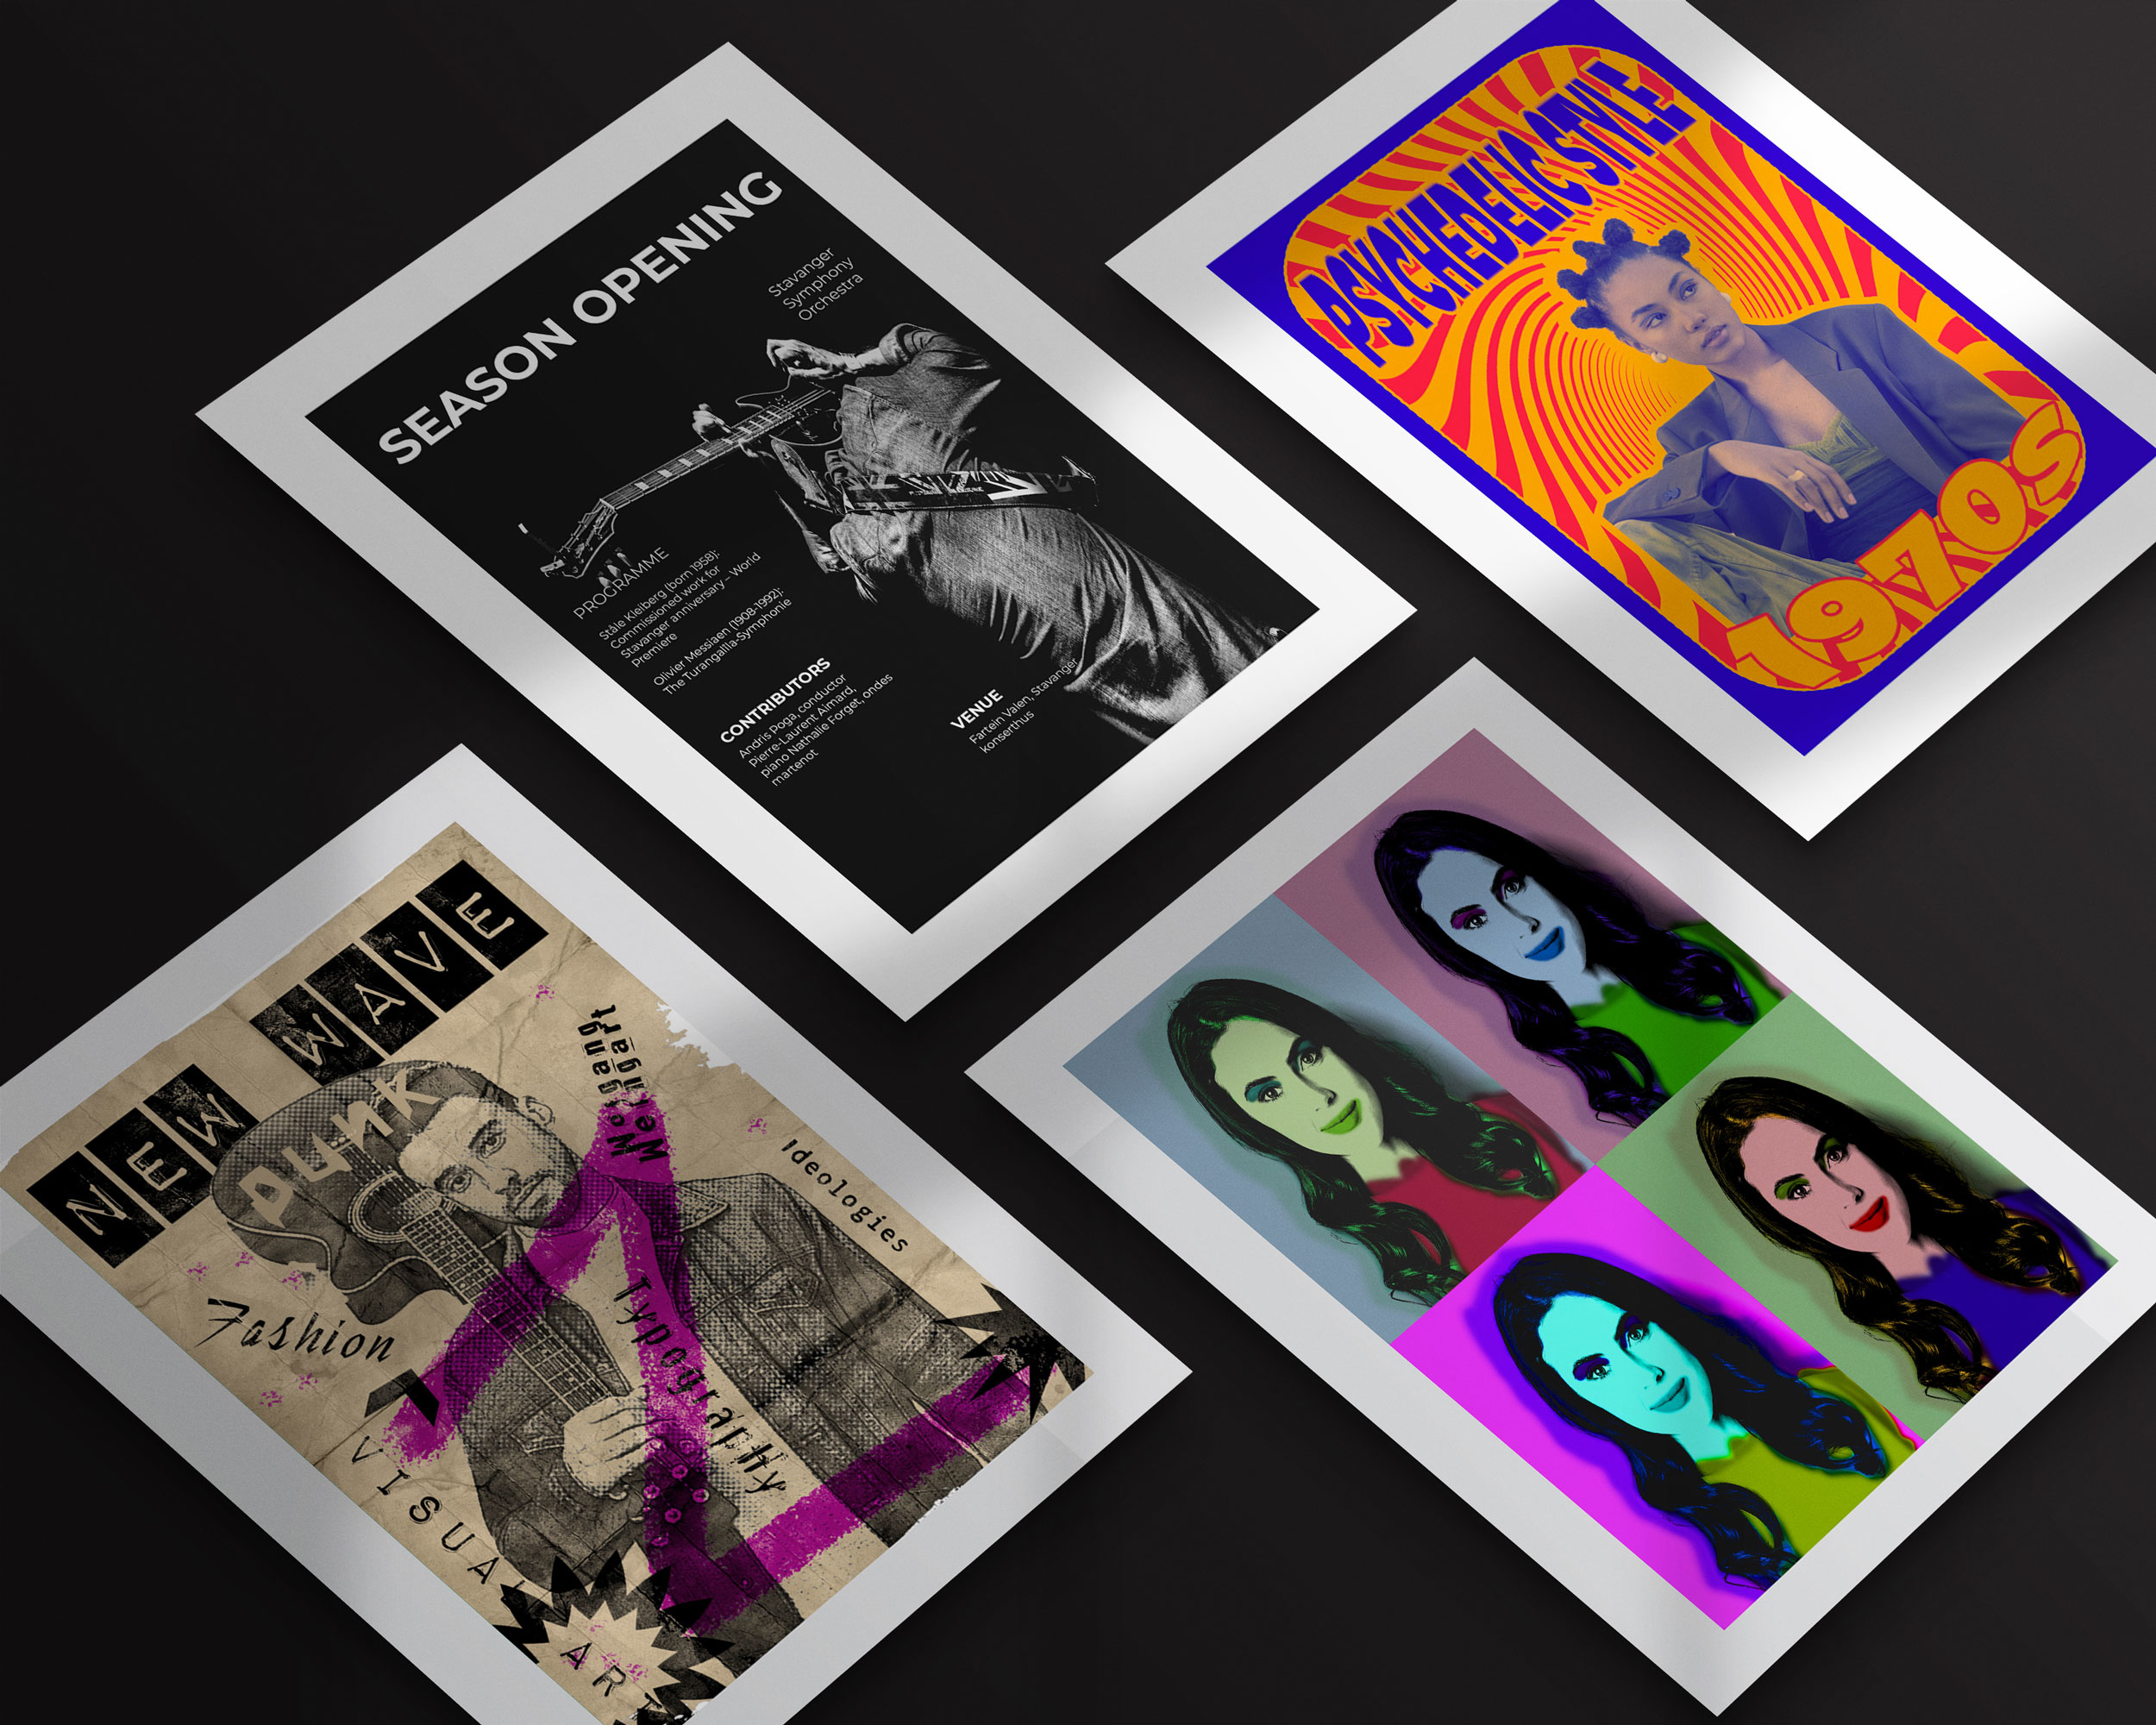 SEASON OPENING
Stavanger
Symphony
Orchestra
PROGRAMME
Ståle Kleiberg (born 1958):
Commissioned work for
Stavanger anniversary – World
Premiere
Olivier Messiaen (1908-1992):
The Turangalîla-Symphonie
CONTRIBUTORS
Andris Poga, conductor
Pierre-Laurent Aimard,
piano Nathalie Forget, ondes
martenot
VENUE
Fartein Valen, Stavanger
konserthus
PSYCHEDELIC STYLE
1970S
NEW WAVE
Punk
Ideologies
Fashion
Typography
VISUAL
ART